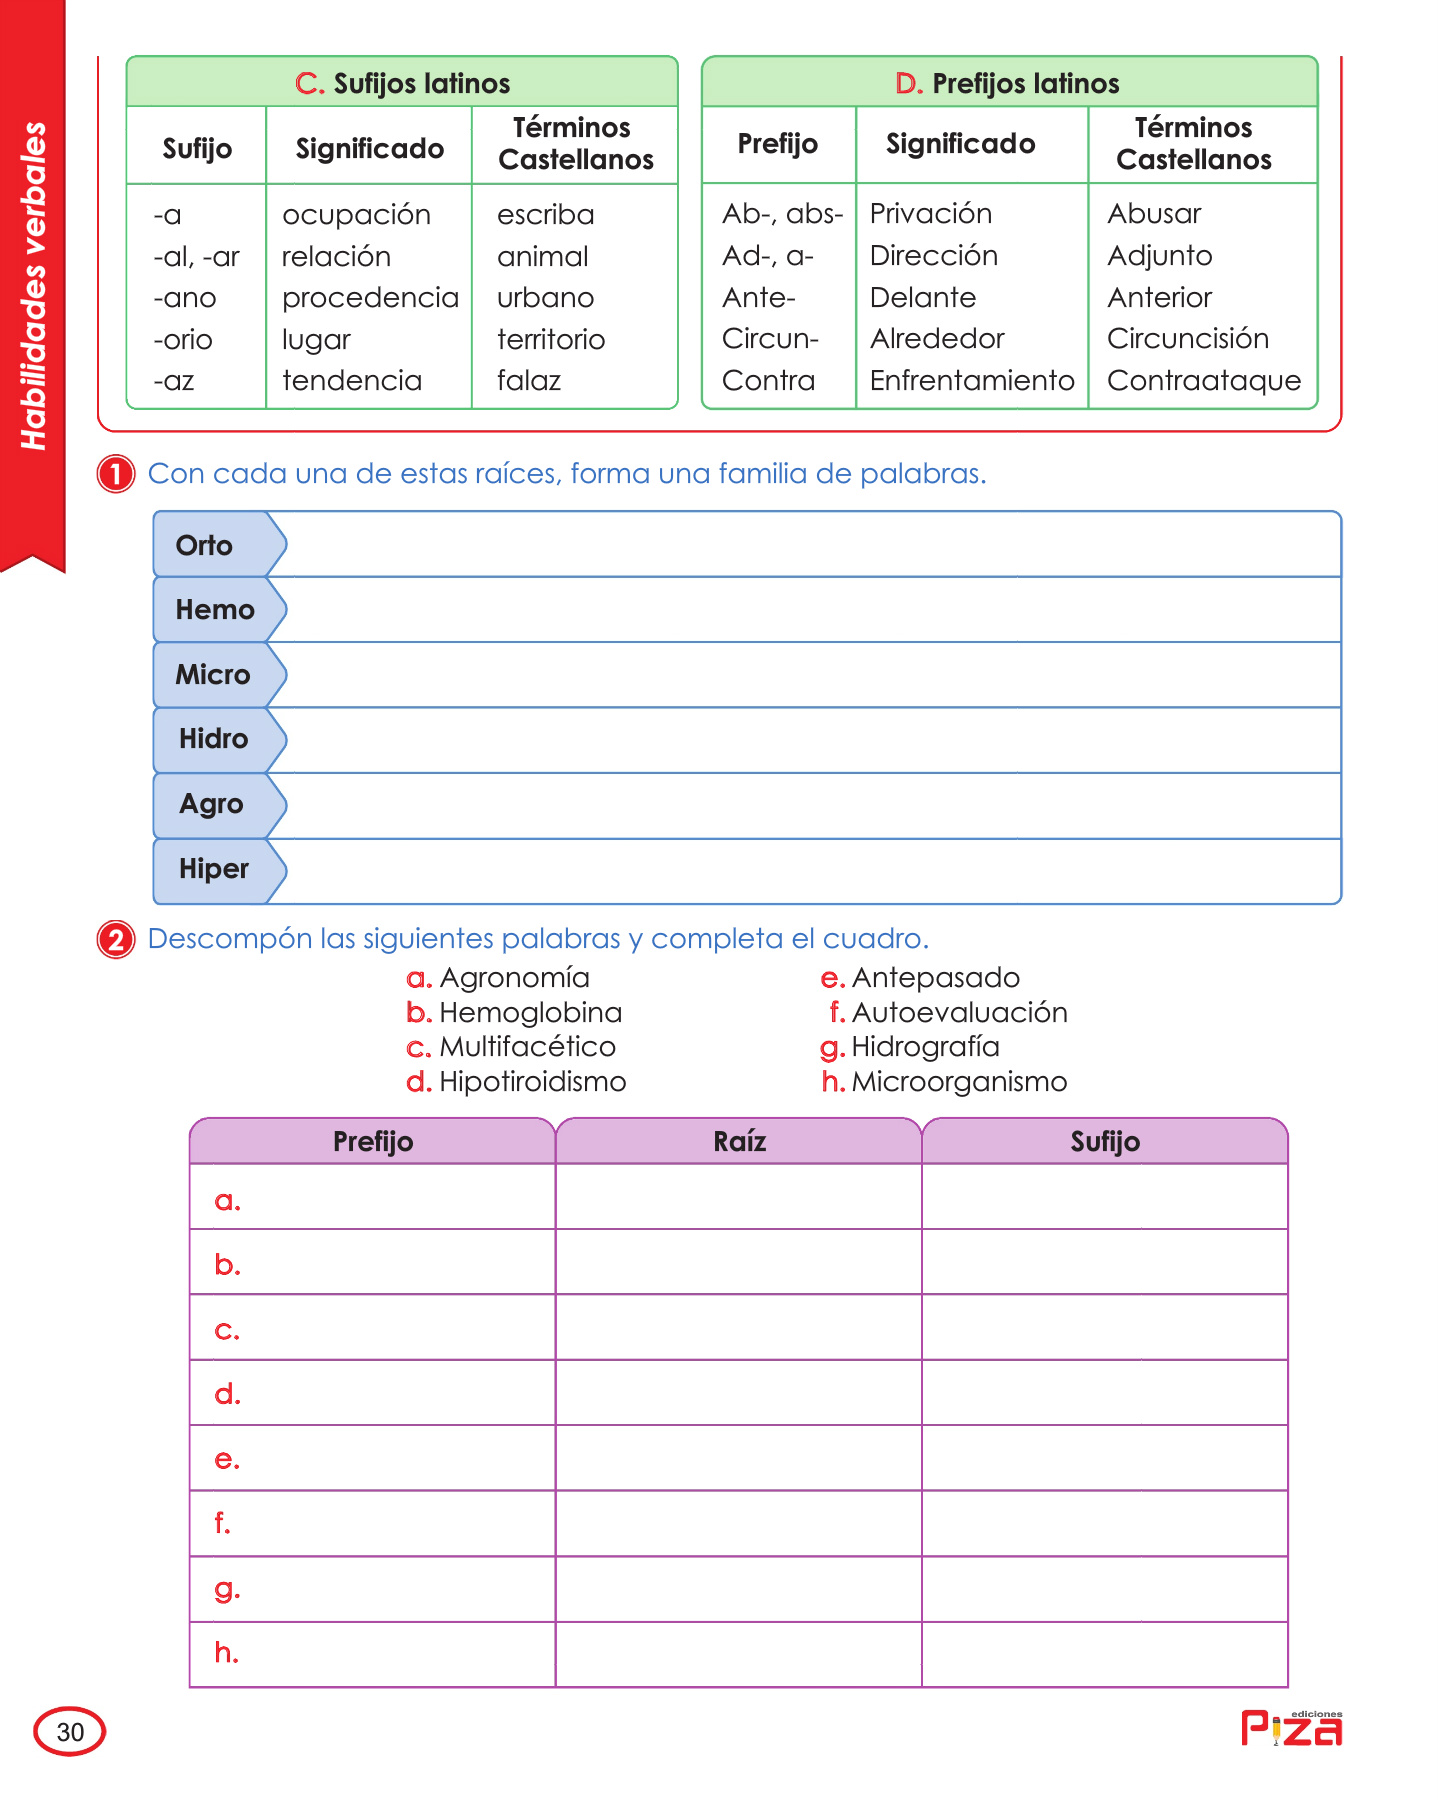 Habilidades verbales
C. Sufijos latinos
Sufijo Significado Términos Castellanos
-a ocupación escriba
-al, -ar relación animal
-ano procedencia urbano
-orio lugar territorio
-az tendencia falaz
D. Prefijos latinos
Prefijo Significado Términos Castellanos
Ab-, abs- Privación Abusar
Ad-, a- Dirección Adjunto
Ante- Delante Anterior
Circun- Alrededor Circuncisión
Contra Enfrentamiento Contraataque
1 Con cada una de estas raíces, forma una familia de palabras.
Orto
Hemo
Micro
Hidro
Agro
Hiper
2 Descompón las siguientes palabras y completa el cuadro.
a. Agronomía
b. Hemoglobina
c. Multifacético
d. Hipotiroidismo
e. Antepasado
f. Autoevaluación
g. Hidrografía
h. Microorganismo
Prefijo Raíz Sufijo
a.
b.
c.
d.
e.
f.
g.
h.
30
ediciones
Piza